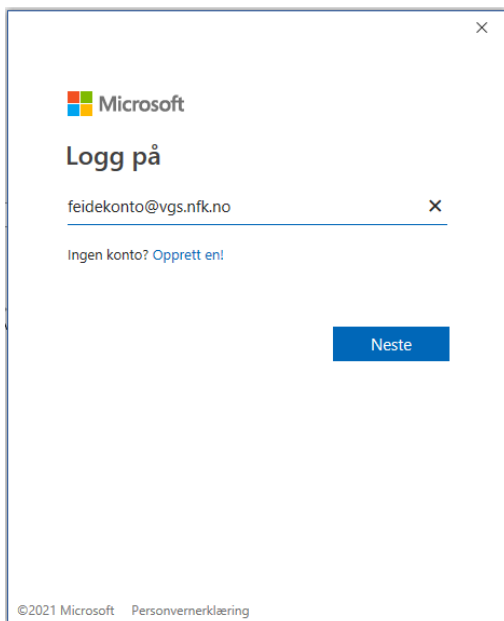 Microsoft
Logg på
feidekonto@vgs.nfk.no
Ingen konto? Opprett en!
Neste
©2021 Microsoft Personvernerklæring